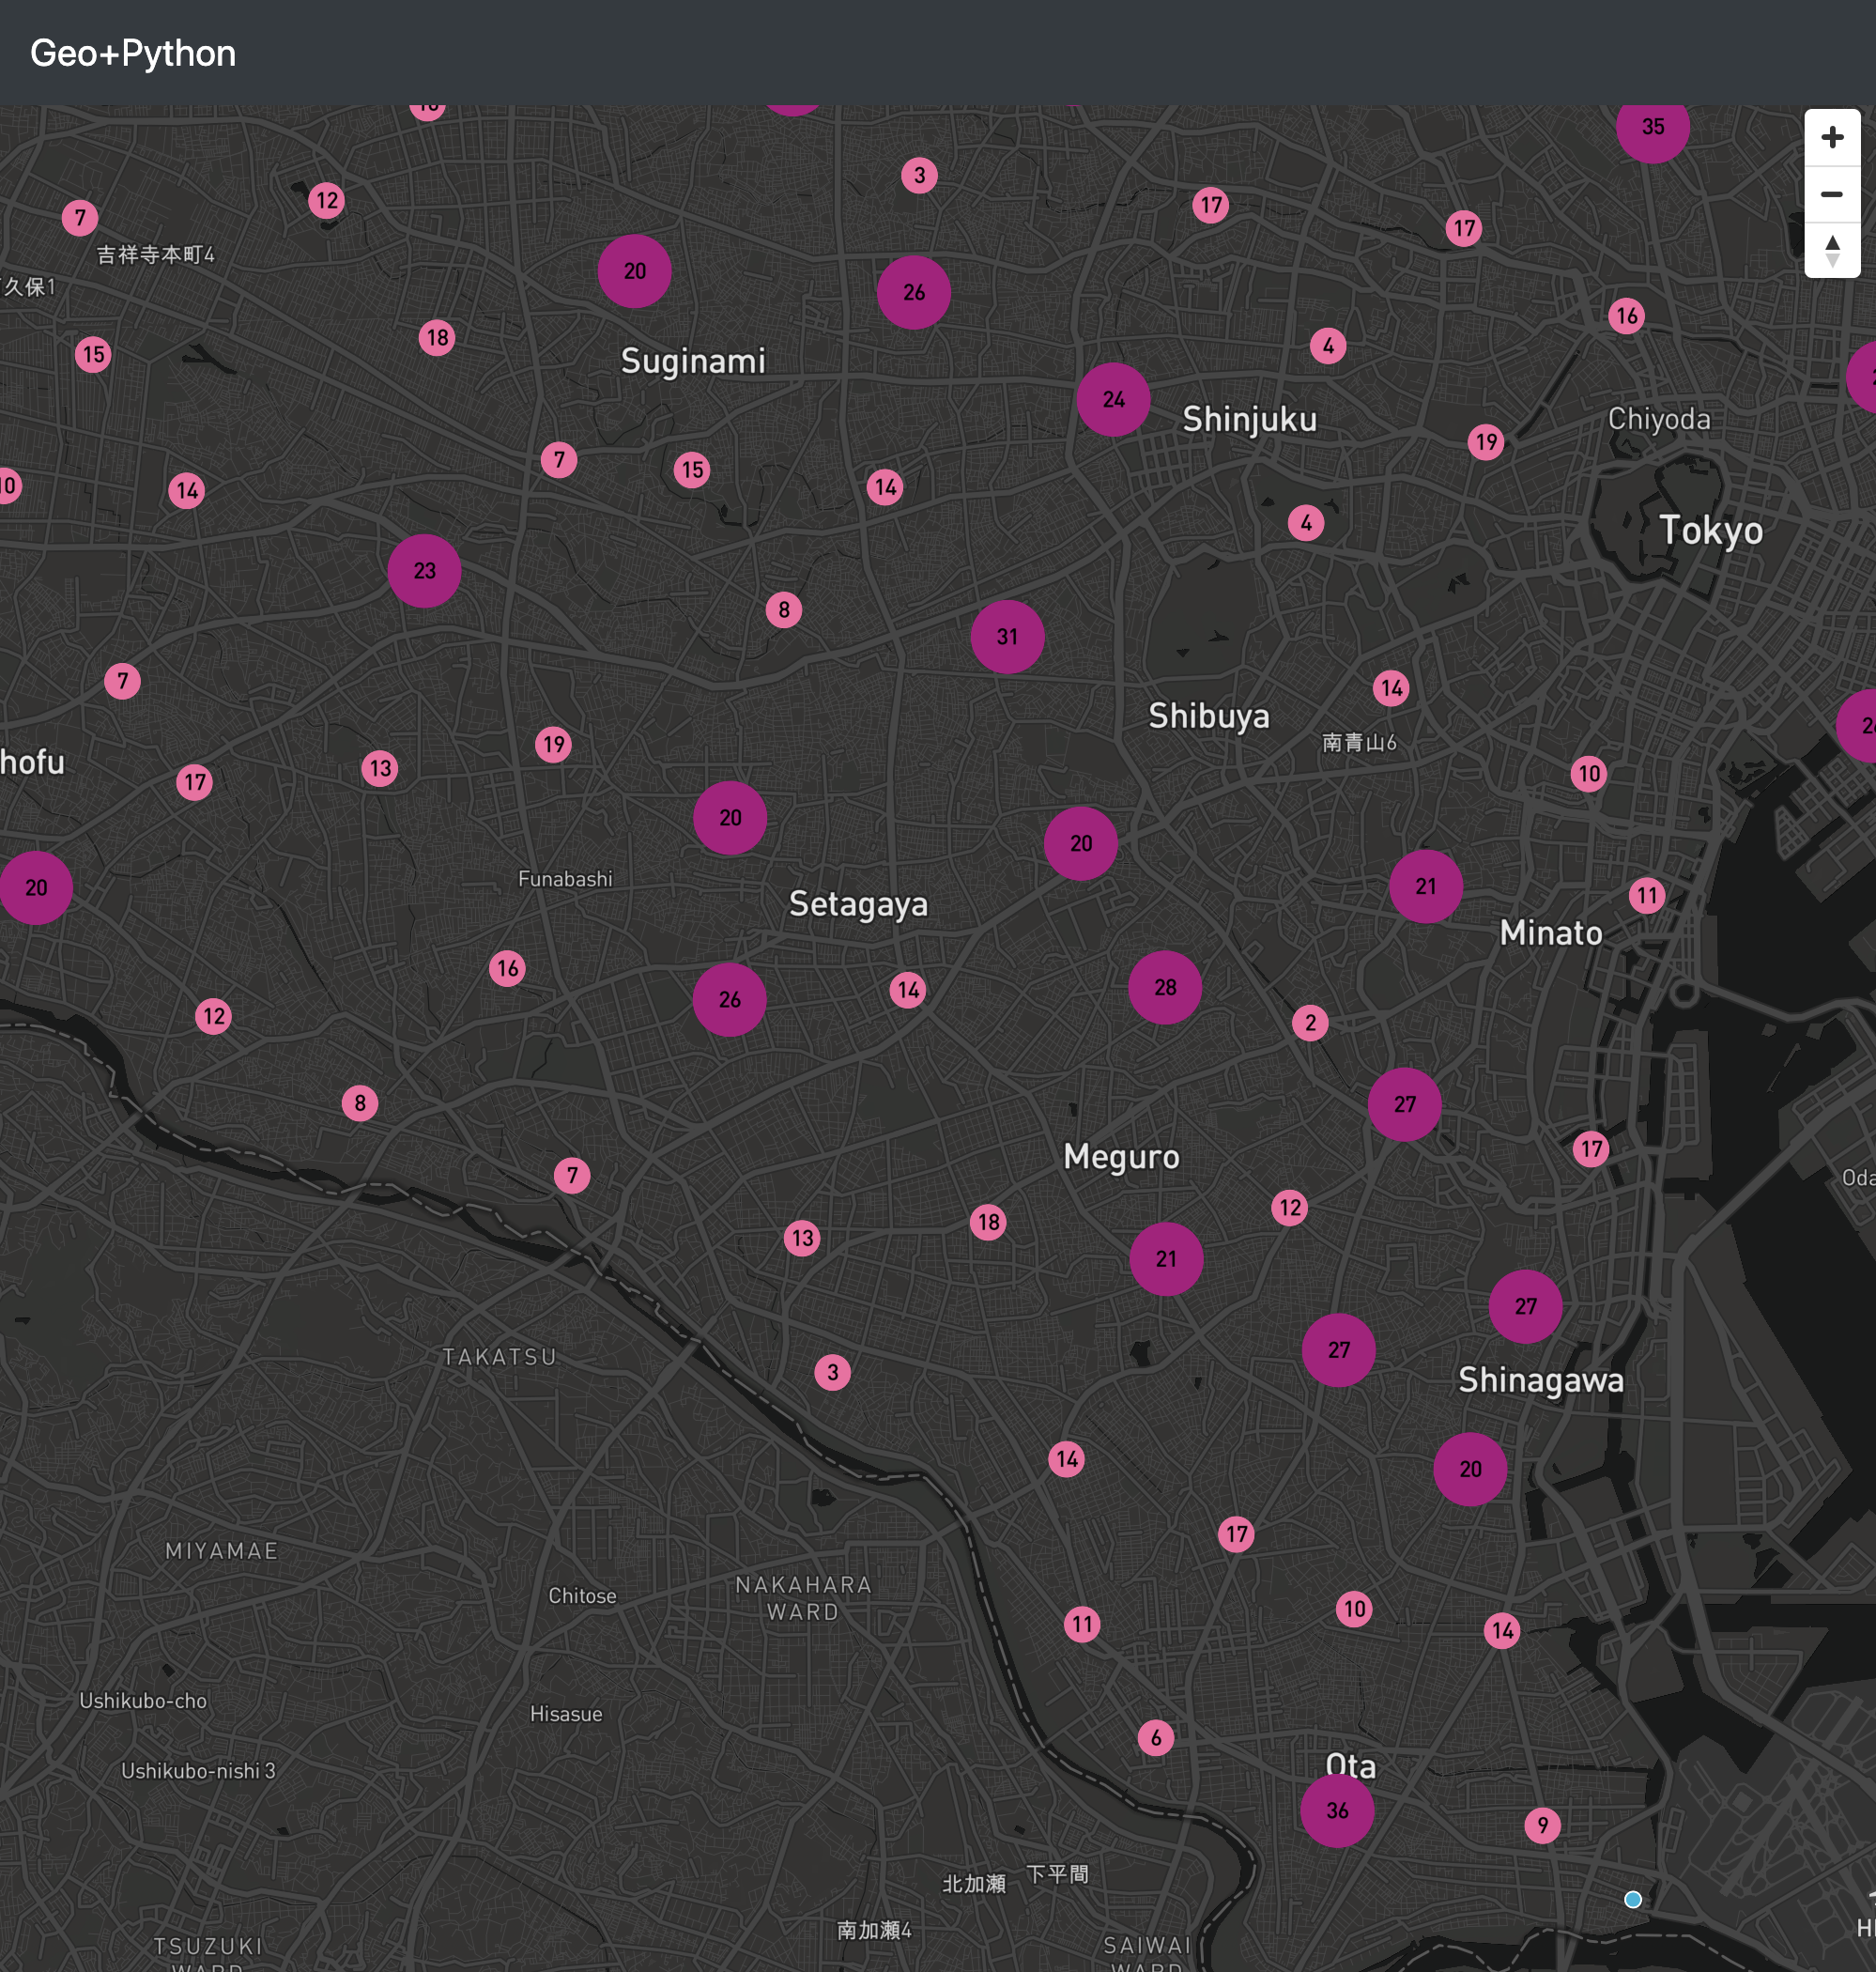 Geo+Python
35
+
3
12
17
7
17
−
吉祥寺本町4
20
久保1
26
16
18
4
15
Suginami
24
Shinjuku
Chiyoda
19
7
15
14
10
14
4
Tokyo
23
8
31
7
14
Shibuya
南青山6
19
hofu
13
17
10
20
20
Funabashi
20
21
11
Setagaya
Minato
16
28
14
26
12
2
8
27
17
Meguro
7
Oda
12
18
13
21
27
27
TAKATSU
3
Shinagawa
14
20
17
MIYAMAE
NAKAHARA
WARD
Chitose
10
11
14
Ushikubo-cho
Hisasue
6
Ota
Ushikubo-nishi 3
36
9
下平間
北加瀬
南加瀬4
TSUZUKI
WARD
SAIWAI
WARD